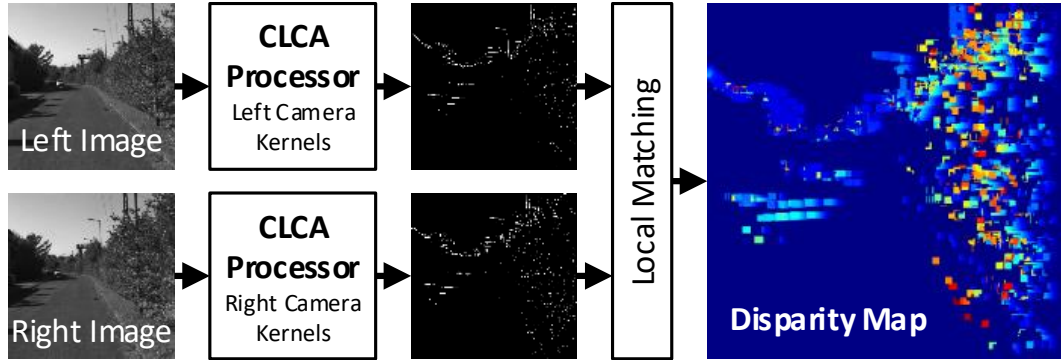 Left Image
CLCA
Processor
Left Camera
Kernels
Right Image
CLCA
Processor
Right Camera
Kernels
Local Matching
Disparity Map